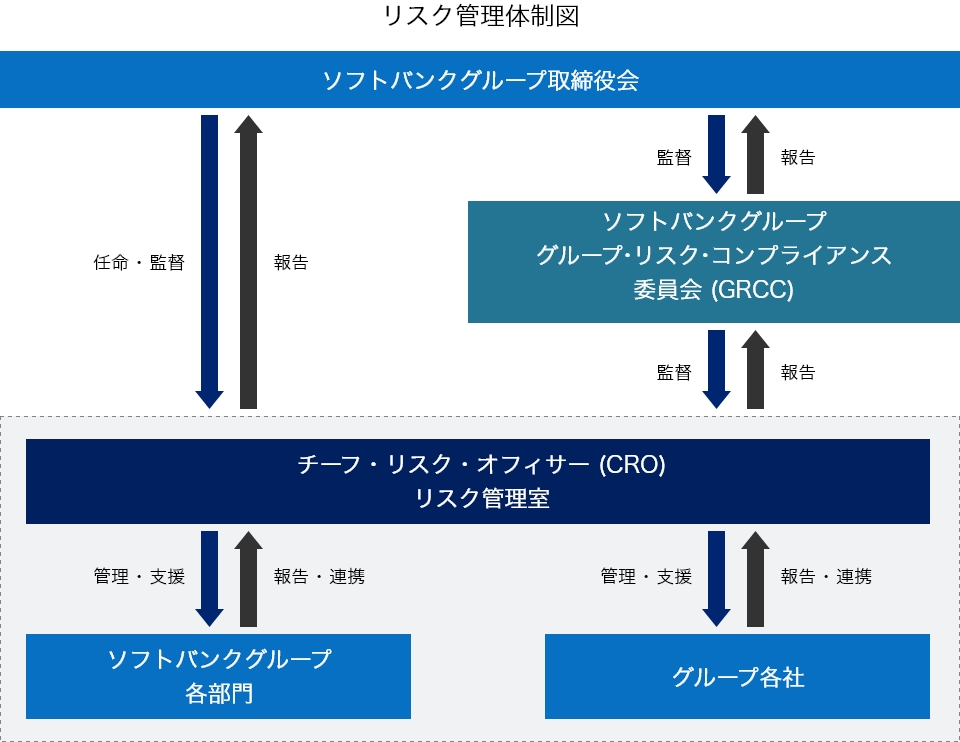 リスク管理体制図
ソフトバンクグループ取締役会
監督
報告
ソフトバンクグループ
グループ・リスク・コンプライアンス
委員会 (GRCC)
任命・監督
報告
監督
報告
チーフ・リスク・オフィサー (CRO)
リスク管理室
管理・支援
報告・連携
管理・支援
報告・連携
ソフトバンクグループ
各部門
グループ各社